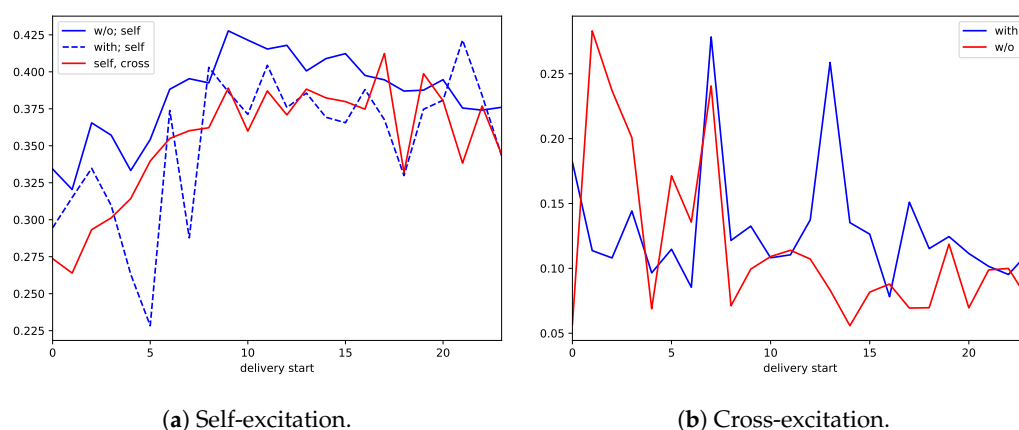 0.425
0.400
0.375
0.350
0.325
0.300
0.275
0.250
0.225
w/o; self
with; self
self, cross
0 5 10 15 20
delivery start
(a) Self-excitation.
0.25
0.20
0.15
0.10
0.05
with
w/o
0 5 10 15 20
delivery start
(b) Cross-excitation.